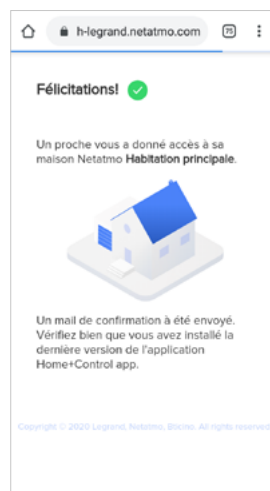 h-legrand.netatmo.com
75
Félicitations!
Un proche vous a donné accès à sa
maison Netatmo Habitation principale.
Un mail de confirmation à été envoyé.
Vérifiez bien que vous avez installé la
dernière version de l'application
Home+Control app.
Copyright © 2020 Legrand, Netatmo, Bticino. All rights reserved